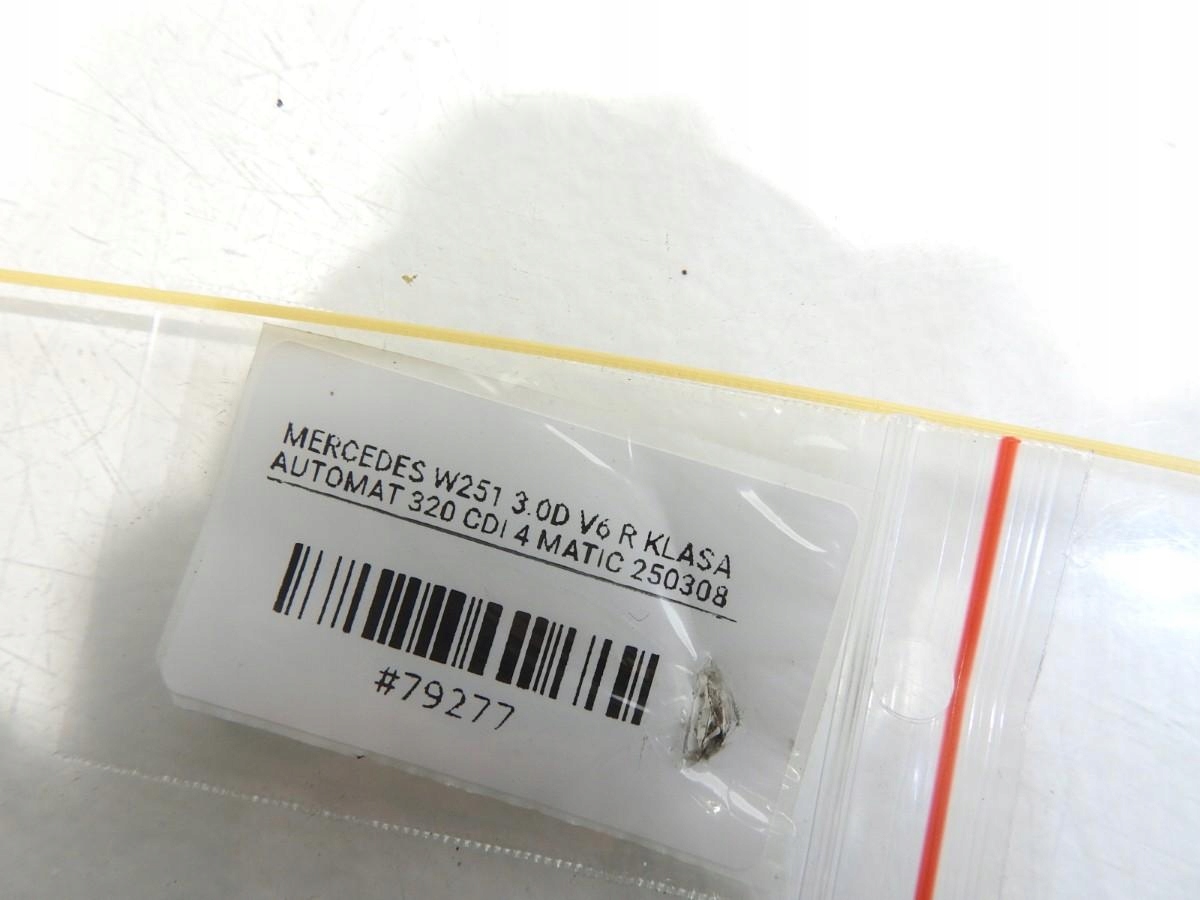 MERCEDES W251 3.0D V6 R KLASA
AUTOMAT 320 CDI 4 MATIC 250308
#79277